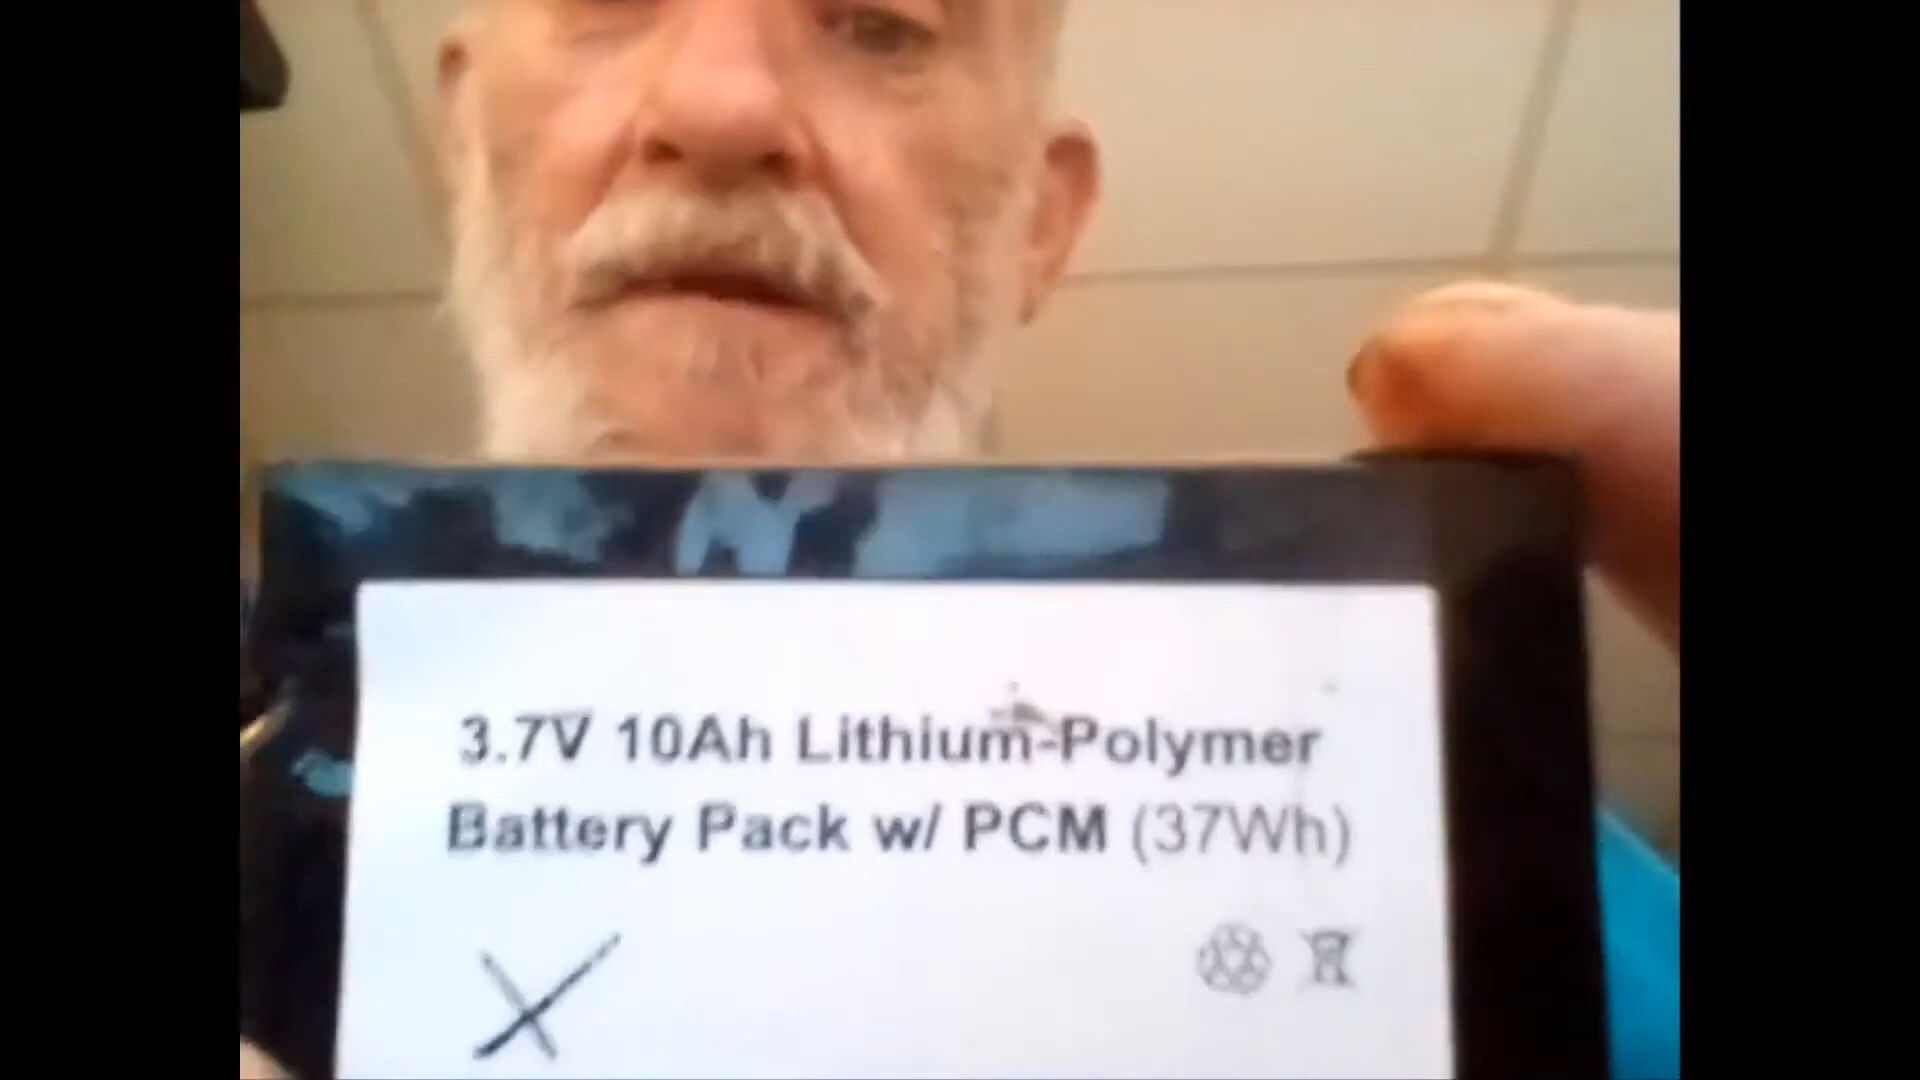 3.7V 10Ah Lithium-Polymer
Battery Pack w/ PCM (37Wh)